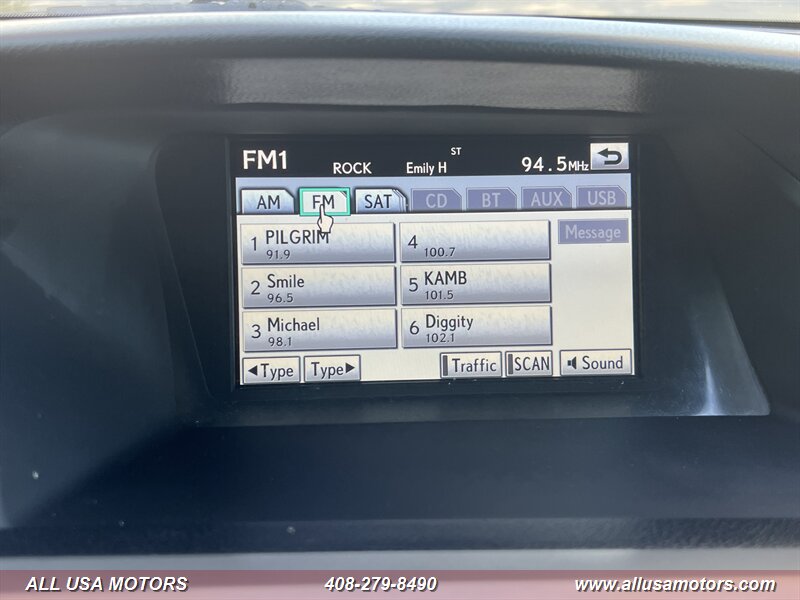 FM1 ROCK Emily H ST 94.5MHz
AM FM SAT CD BT AUX USB
1 PILGRIM 91.9
4 100.7
Message
2 Smile 96.5
5 KAMB 101.5
3 Michael 98.1
6 Diggity 102.1
◀Type Type▶ Traffic SCAN Sound
ALL USA MOTORS 408-279-8490 www.allusamotors.com